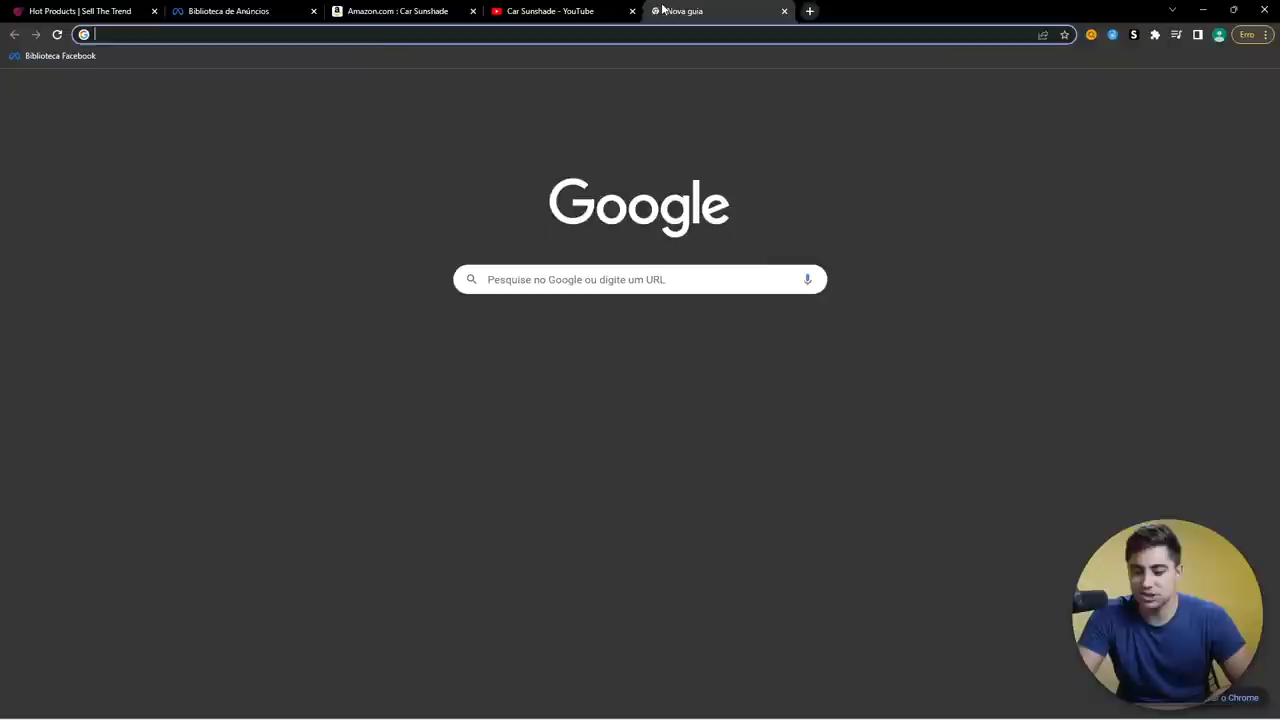 Hot Products | Sell The Trend
Biblioteca de Anúncios
Amazon.com : Car Sunshade
Car Sunshade - YouTube
Nova guia
Erro
Biblioteca Facebook
Google
Pesquise no Google ou digite um URL
o Chrome